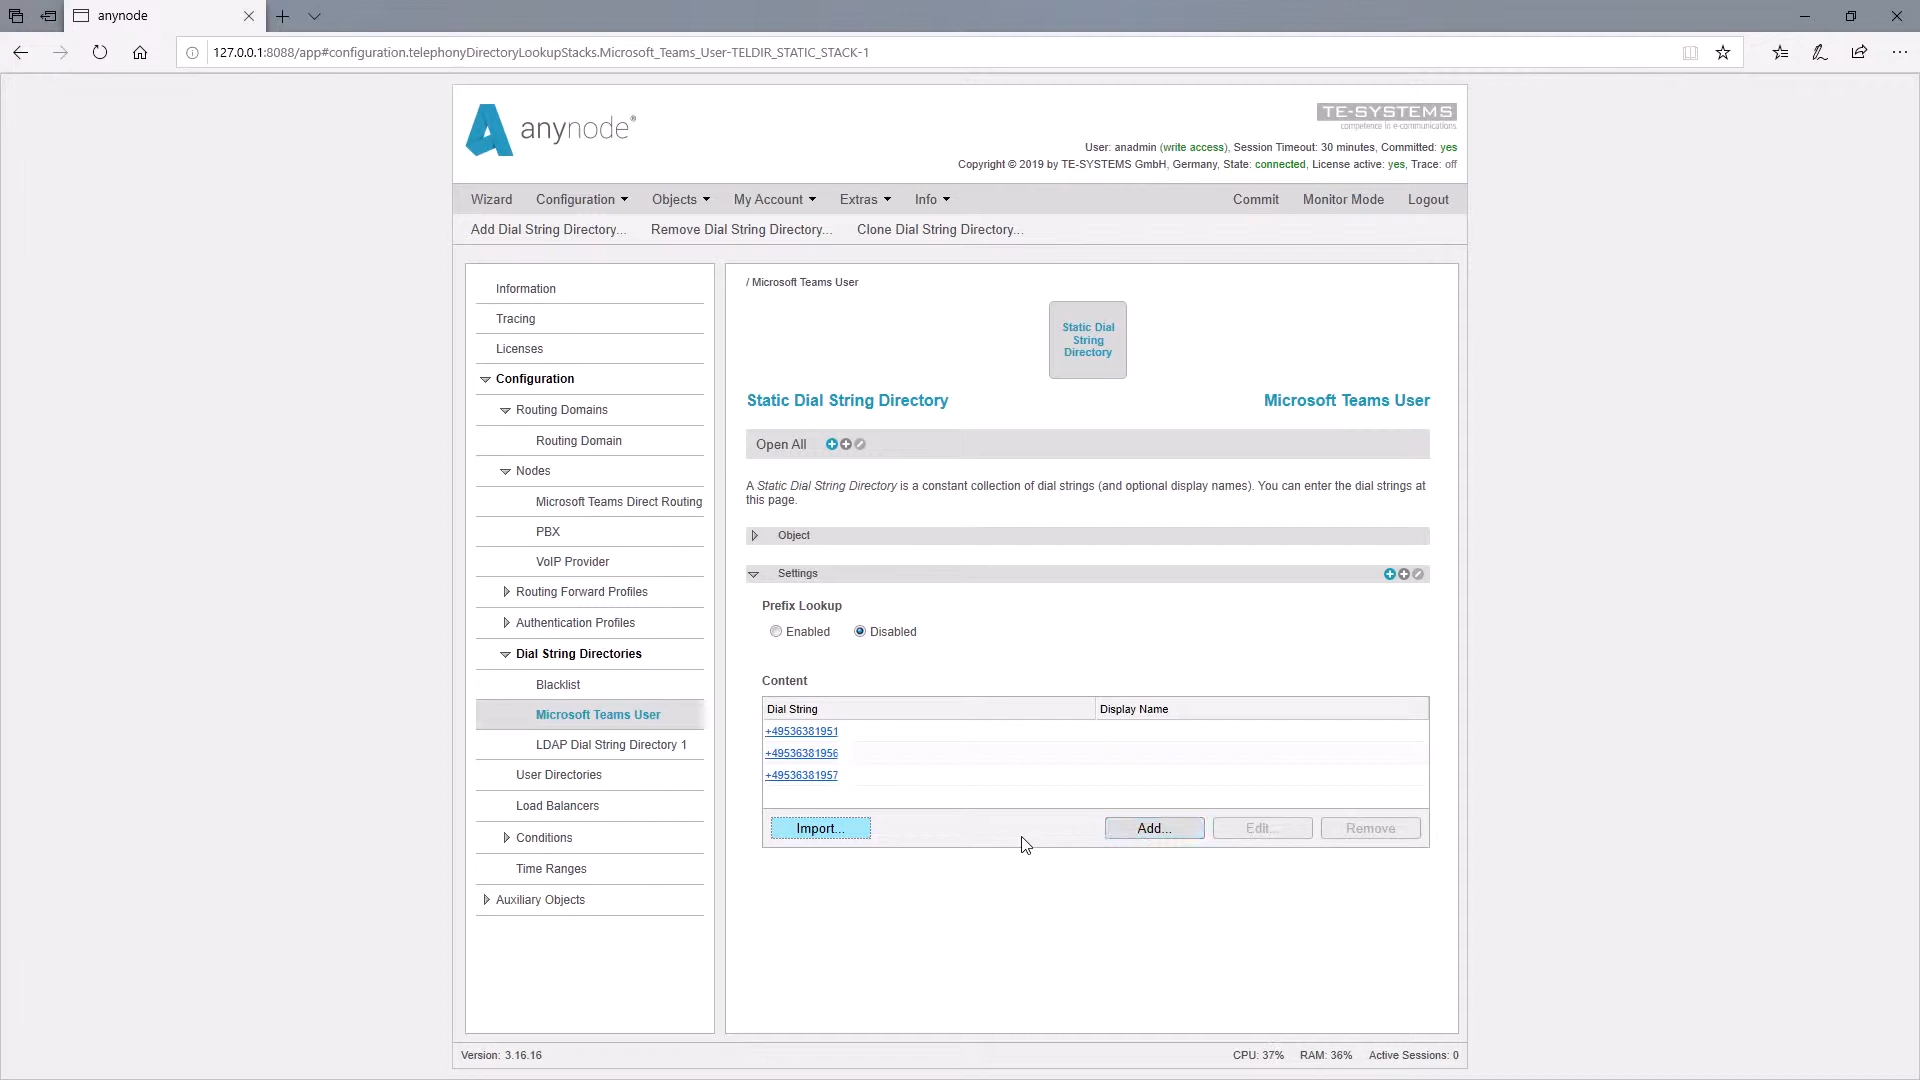 anynode
127.0.0.1:8088/app#configuration.telephonyDirectoryLookupStacks.Microsoft_Teams_User-TELDIR_STATIC_STACK-1
anynode®
TE-SYSTEMS
competence in e-communications.
User: anadmin (write access), Session Timeout: 30 minutes, Committed: yes
Copyright © 2019 by TE-SYSTEMS GmbH, Germany, State: connected, License active: yes, Trace: off
Wizard Configuration Objects My Account Extras Info Commit Monitor Mode Logout
Add Dial String Directory... Remove Dial String Directory... Clone Dial String Directory...
Information
Tracing
Licenses
Configuration
Routing Domains
Routing Domain
Nodes
Microsoft Teams Direct Routing
PBX
VoIP Provider
Routing Forward Profiles
Authentication Profiles
Dial String Directories
Blacklist
Microsoft Teams User
LDAP Dial String Directory 1
User Directories
Load Balancers
Conditions
Time Ranges
Auxiliary Objects
/ Microsoft Teams User
Static Dial
String
Directory
Static Dial String Directory Microsoft Teams User
Open All
A Static Dial String Directory is a constant collection of dial strings (and optional display names). You can enter the dial strings at
this page.
Object
Settings
Prefix Lookup
Enabled Disabled
Content
Dial String Display Name
+49536381951
+49536381956
+49536381957
Import... Add... Edit... Remove
Version: 3.16.16 CPU: 37% RAM: 36% Active Sessions: 0